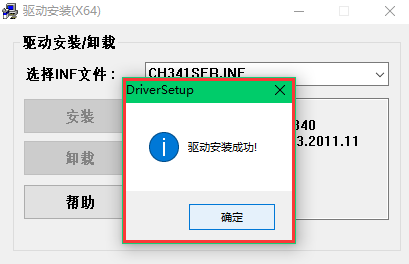 驱动安装(X64)
驱动安装/卸载
选择INF文件：
CH341SER.INF
安装
卸载
帮助
340
3.2011.11
DriverSetup
驱动安装成功!
确定